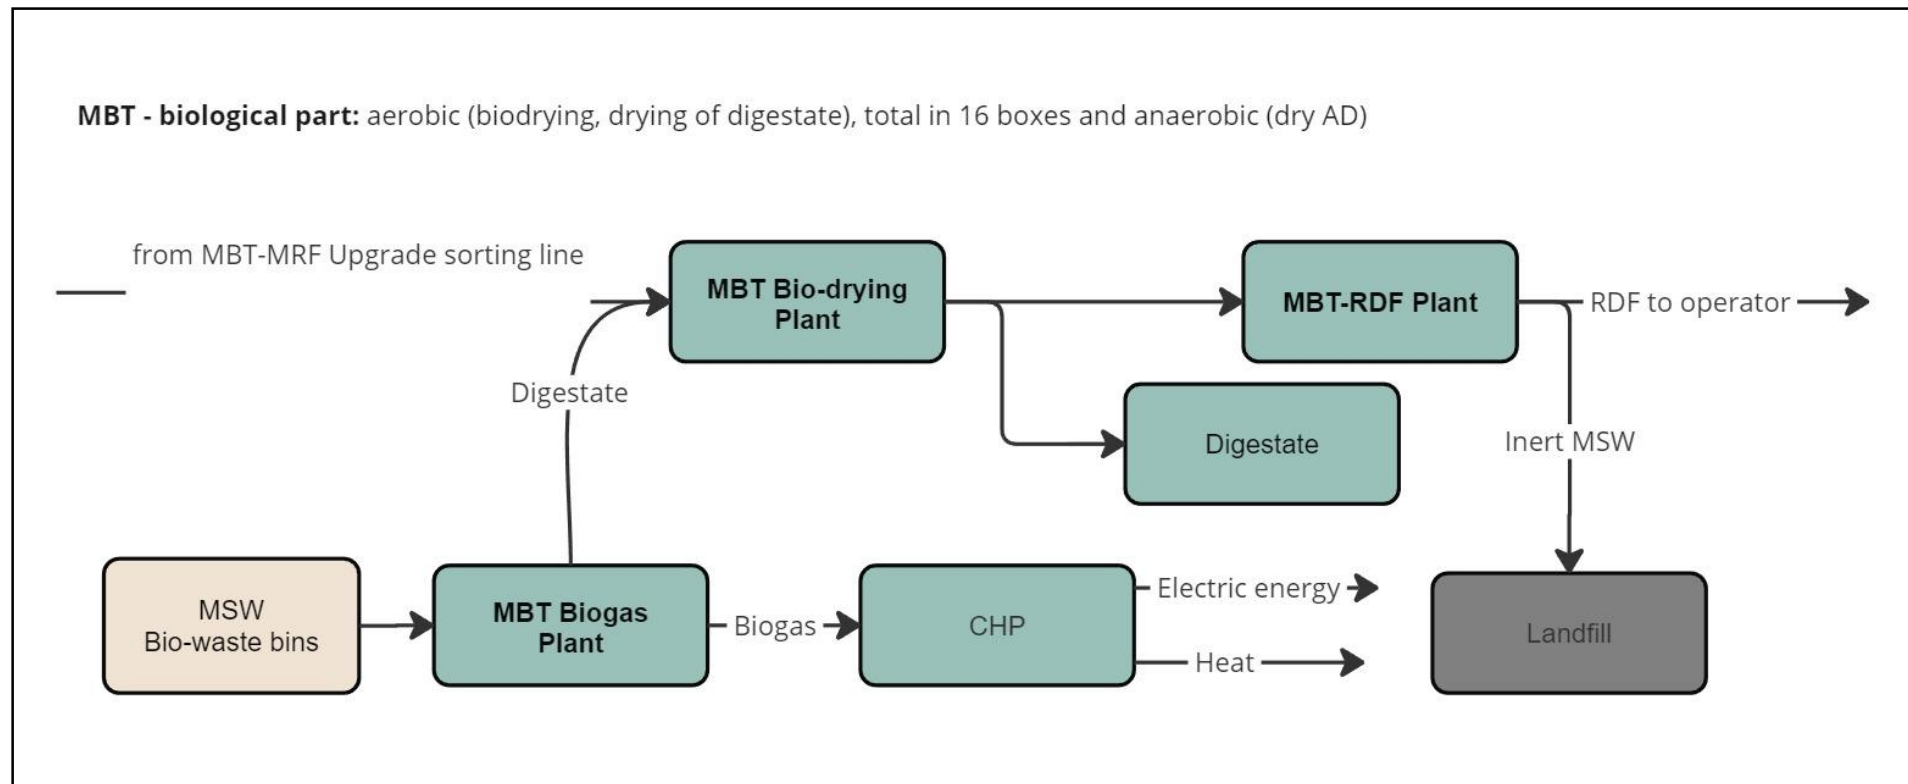 MBT - biological part: aerobic (biodrying, drying of digestate), total in 16 boxes and anaerobic (dry AD)
from MBT-MRF Upgrade sorting line
MBT Bio-drying
Plant
MBT-RDF Plant
RDF to operator
Digestate
Digestate
Inert MSW
MSW
Bio-waste bins
MBT Biogas
Plant
Biogas
CHP
Electric energy
Heat
Landfill